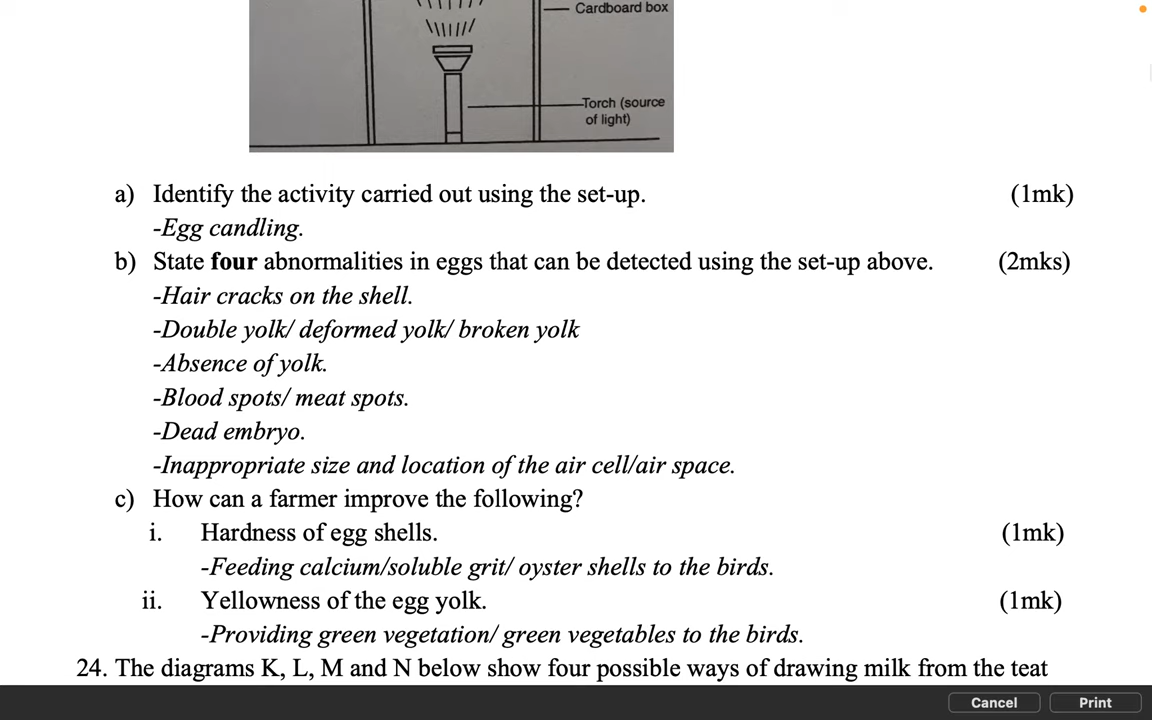 Cardboard box
Torch (source
of light)
a) Identify the activity carried out using the set-up. (1mk)
-Egg candling.
b) State four abnormalities in eggs that can be detected using the set-up above. (2mks)
-Hair cracks on the shell.
-Double yolk/ deformed yolk/ broken yolk
-Absence of yolk.
-Blood spots/ meat spots.
-Dead embryo.
-Inappropriate size and location of the air cell/air space.
c) How can a farmer improve the following?
i. Hardness of egg shells. (1mk)
-Feeding calcium/soluble grit/ oyster shells to the birds.
ii. Yellowness of the egg yolk. (1mk)
-Providing green vegetation/ green vegetables to the birds.
24. The diagrams K, L, M and N below show four possible ways of drawing milk from the teat
Cancel Print